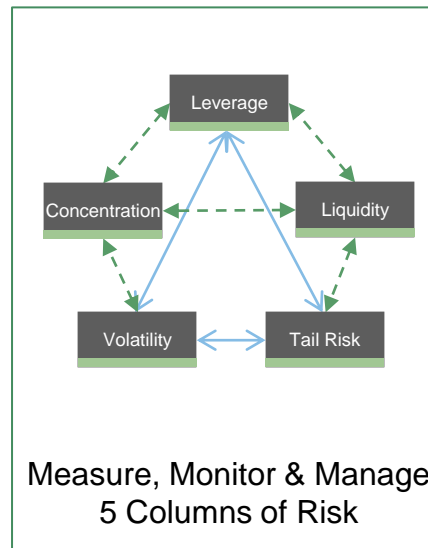 Leverage
Concentration
Liquidity
Volatility
Tail Risk
Measure, Monitor & Manage
5 Columns of Risk